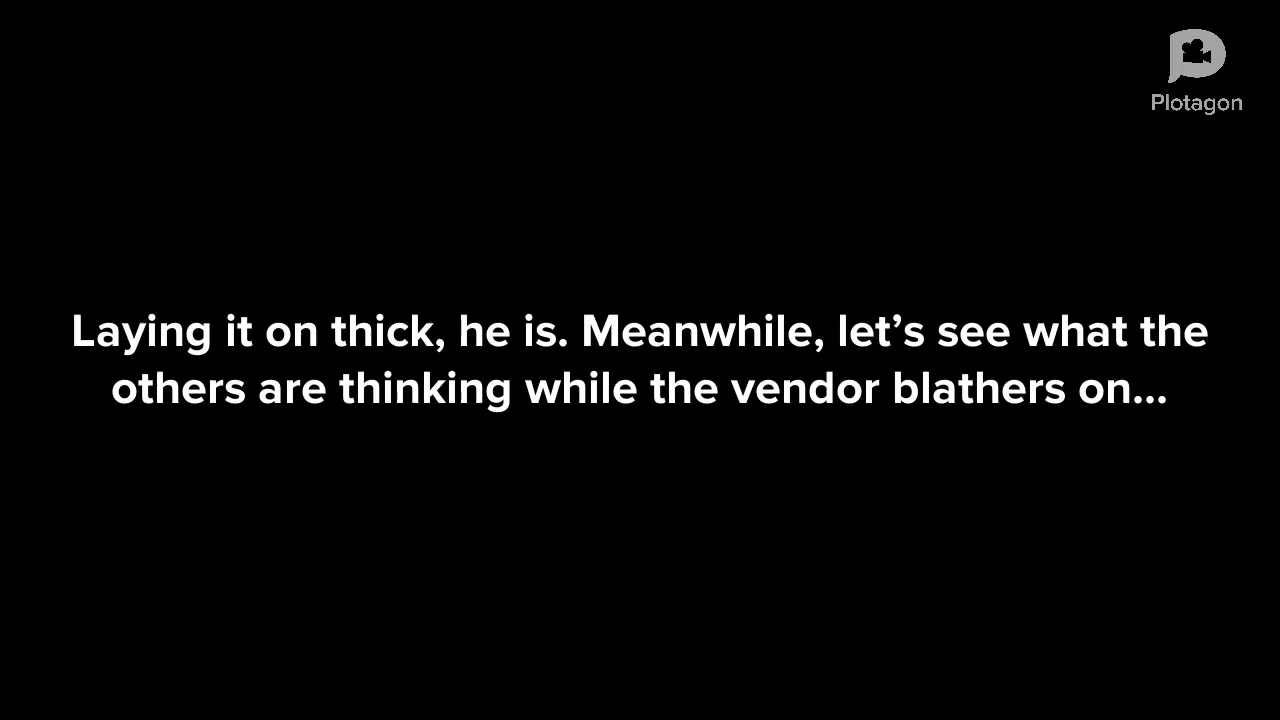 Plotagon
Laying it on thick, he is. Meanwhile, let’s see what the
others are thinking while the vendor blathers on...